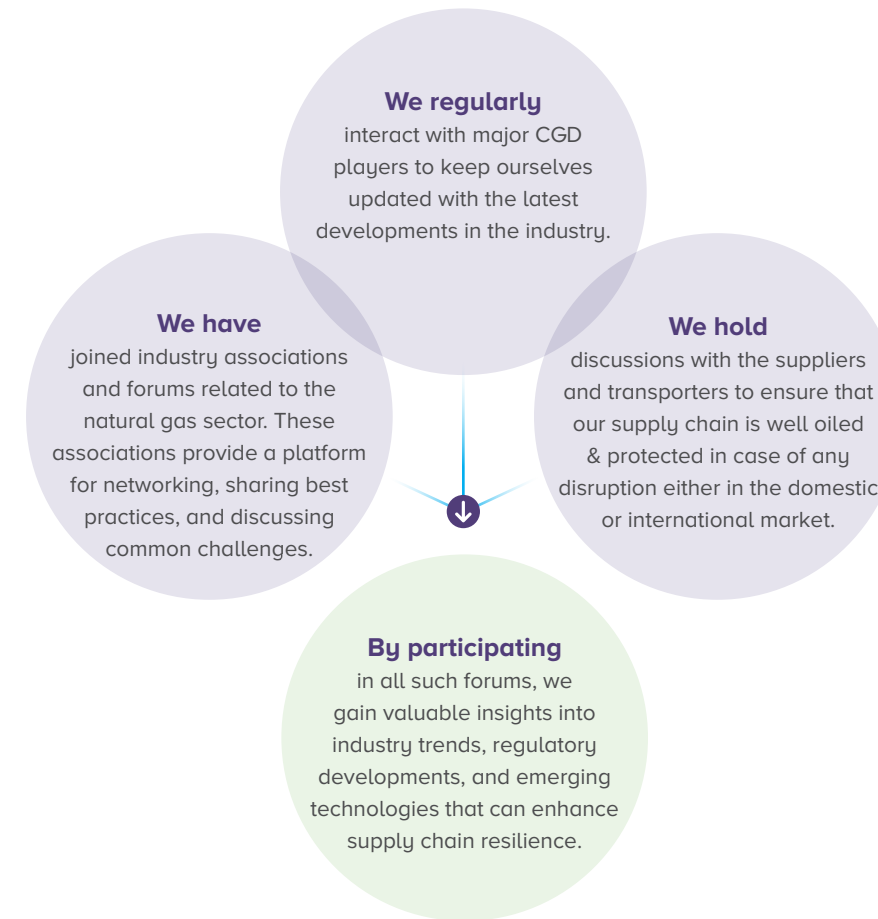 We regularly
interact with major CGD
players to keep ourselves
updated with the latest
developments in the industry.
We have
joined industry associations
and forums related to the
natural gas sector. These
associations provide a platform
for networking, sharing best
practices, and discussing
common challenges.
We hold
discussions with the suppliers
and transporters to ensure that
our supply chain is well oiled
& protected in case of any
disruption either in the domestic
or international market.
By participating
in all such forums, we
gain valuable insights into
industry trends, regulatory
developments, and emerging
technologies that can enhance
supply chain resilience.